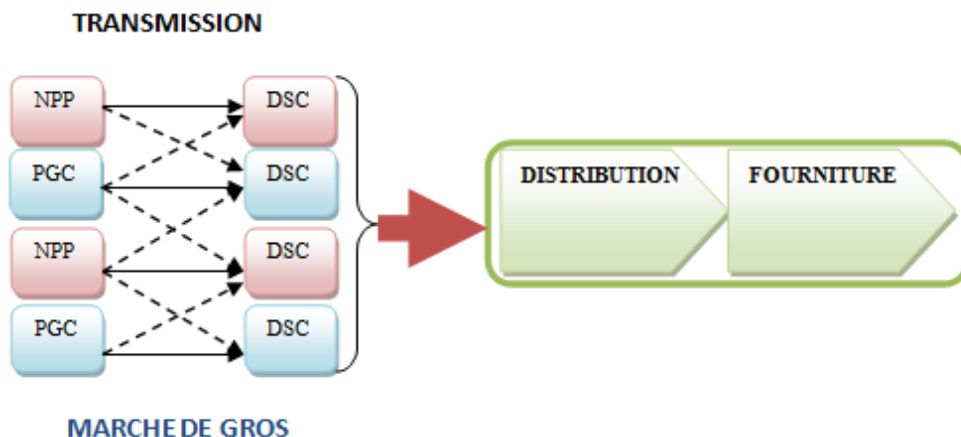 TRANSMISSION
NPP
DSC
PGC
DSC
NPP
DSC
PGC
DSC
DISTRIBUTION
FOURNITURE
MARCHE DE GROS